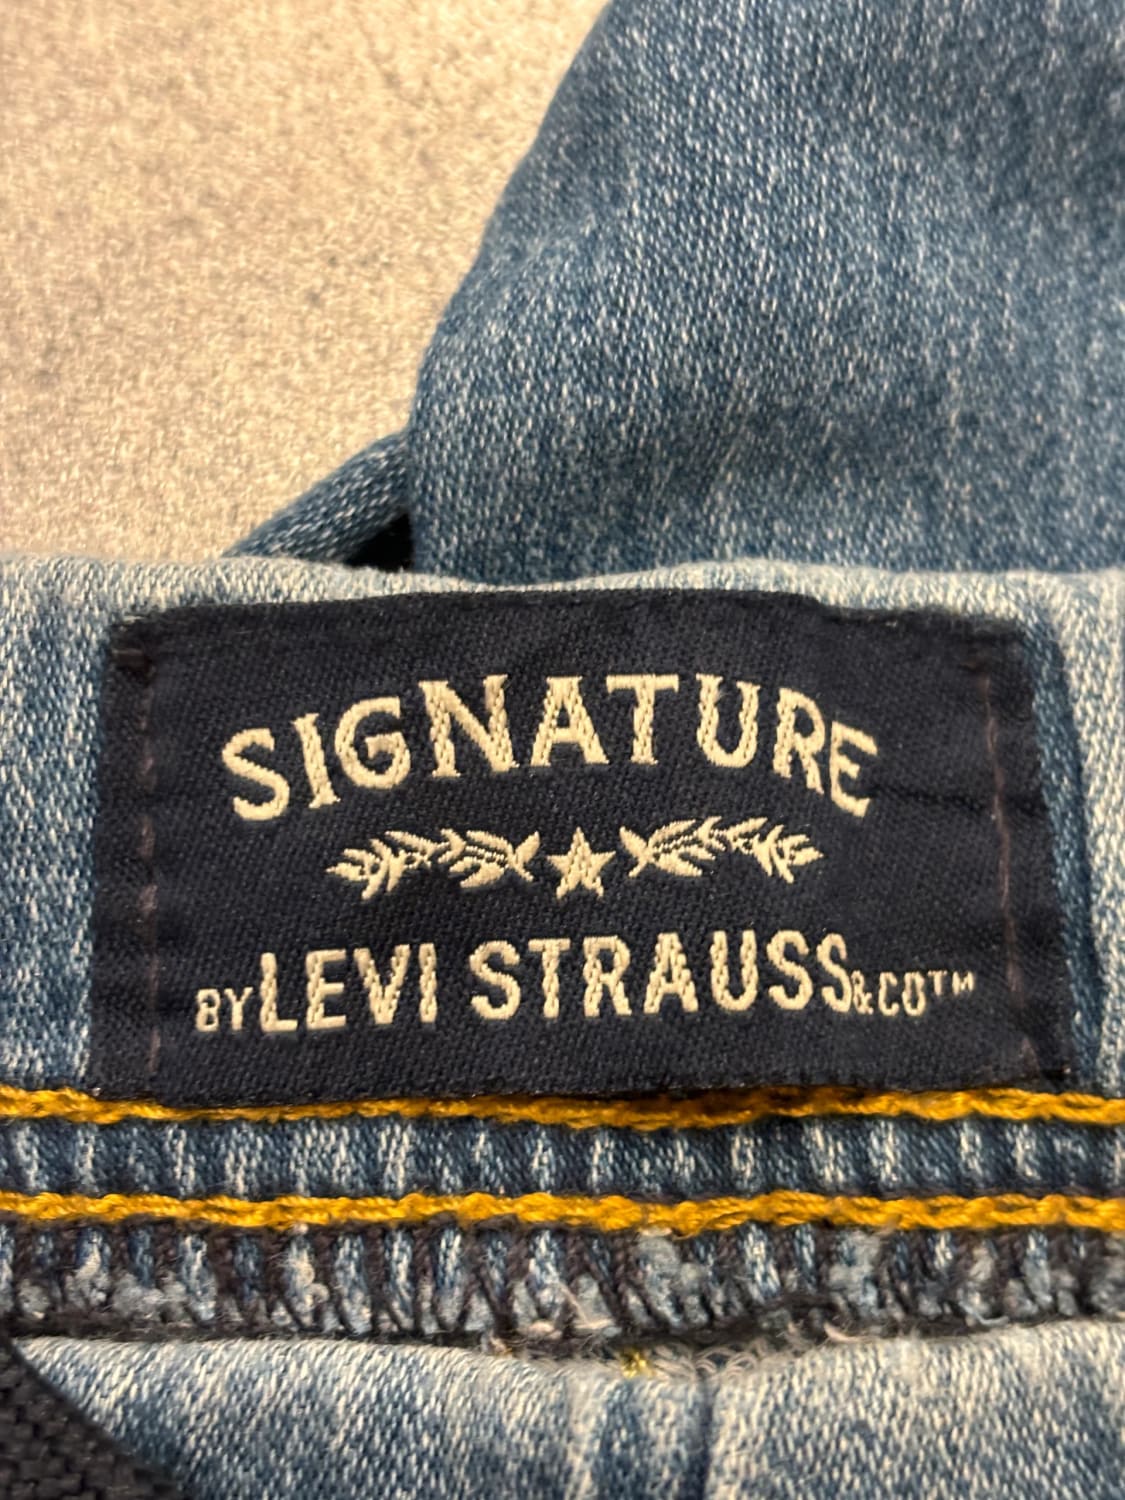 SIGNATURE
BY LEVI STRAUSS & CO™